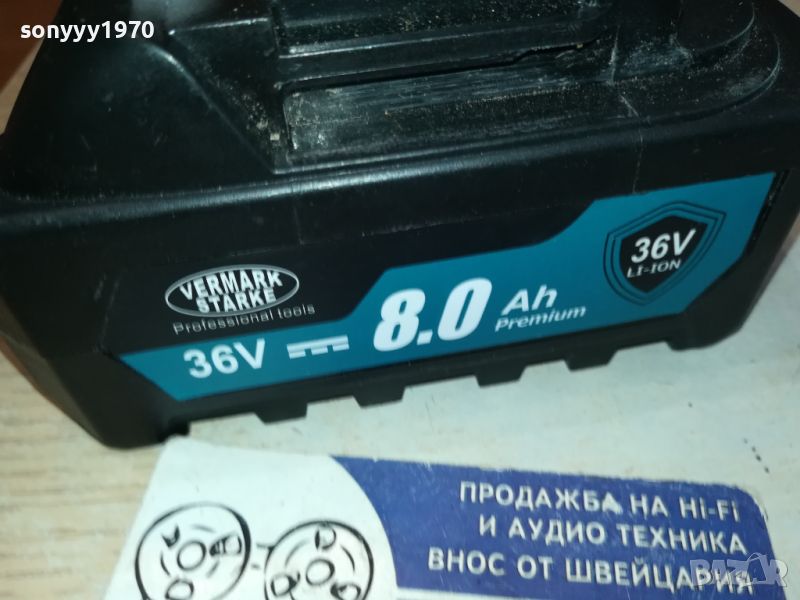 sonyyy1970
36V
LI-ION
VERMARK
STARKE
Professional tools
36V
8.0 Ah
Premium
ПРОДАЖБА НА Hi-Fi
И АУДИО ТЕХНИКА
ВНОС ОТ ШВЕЙЦАРИЯ
BAZAR